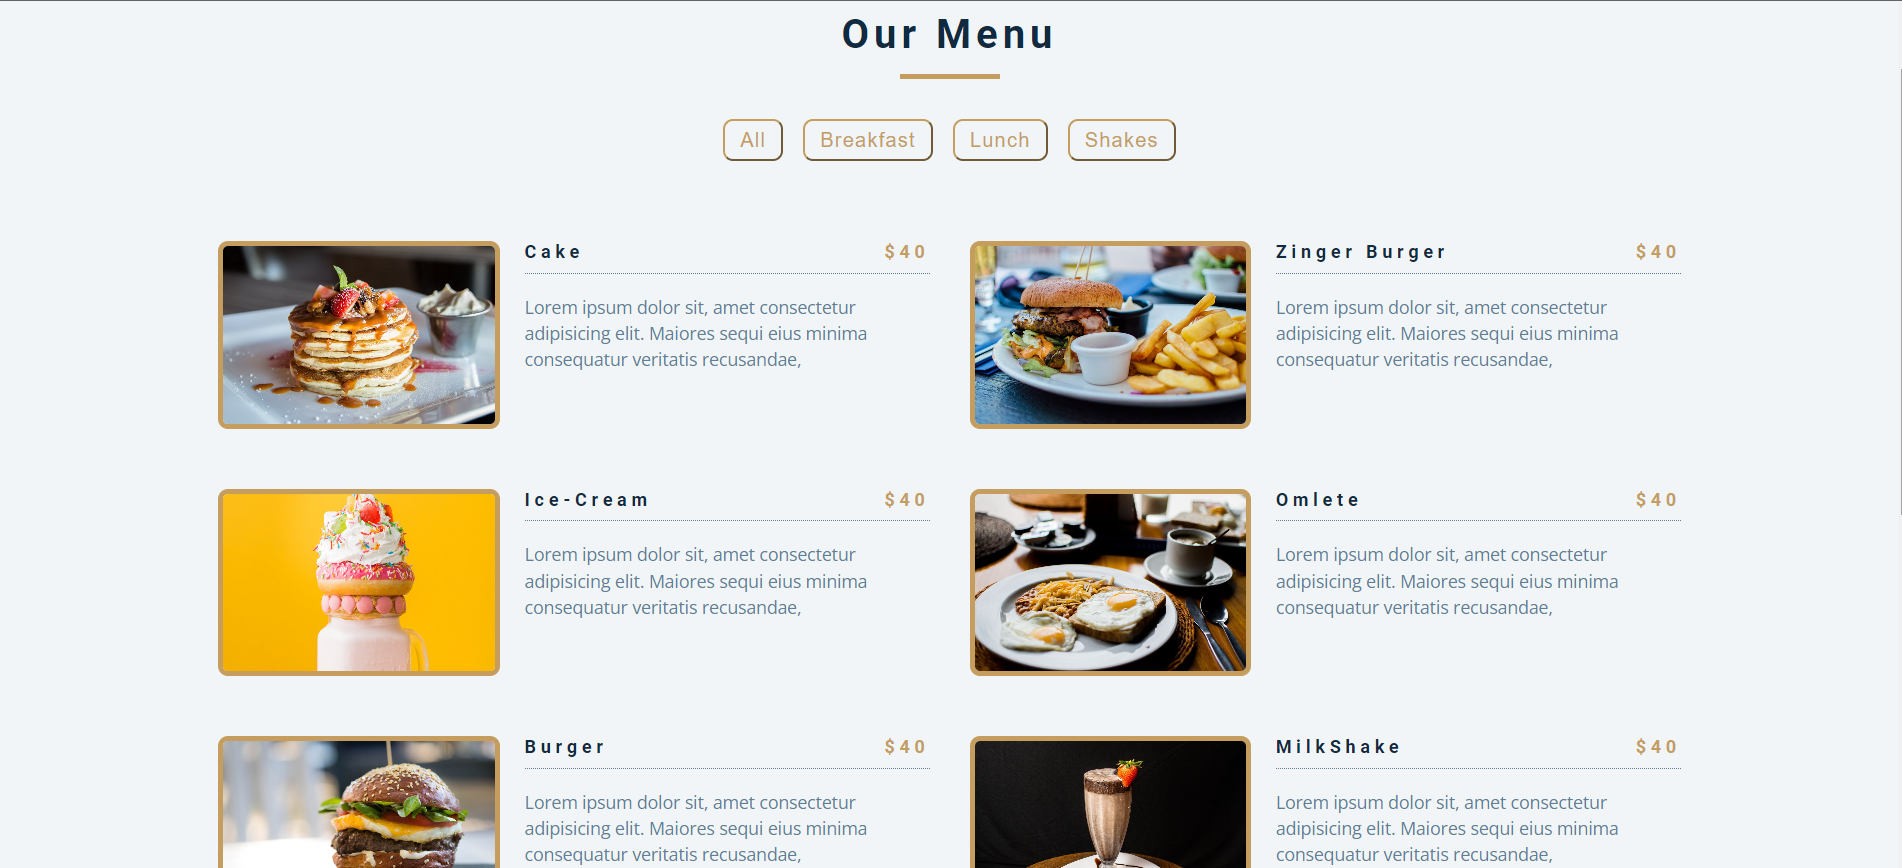 Our Menu
All
Breakfast
Lunch
Shakes
Cake
$40
Lorem ipsum dolor sit, amet consectetur
adipisicing elit. Maiores sequi eius minima
consequatur veritatis recusandae,
Zinger Burger
$40
Lorem ipsum dolor sit, amet consectetur
adipisicing elit. Maiores sequi eius minima
consequatur veritatis recusandae,
Ice-Cream
$40
Lorem ipsum dolor sit, amet consectetur
adipisicing elit. Maiores sequi eius minima
consequatur veritatis recusandae,
Omlete
$40
Lorem ipsum dolor sit, amet consectetur
adipisicing elit. Maiores sequi eius minima
consequatur veritatis recusandae,
Burger
$40
Lorem ipsum dolor sit, amet consectetur
adipisicing elit. Maiores sequi eius minima
consequatur veritatis recusandae,
MilkShake
$40
Lorem ipsum dolor sit, amet consectetur
adipisicing elit. Maiores sequi eius minima
consequatur veritatis recusandae,